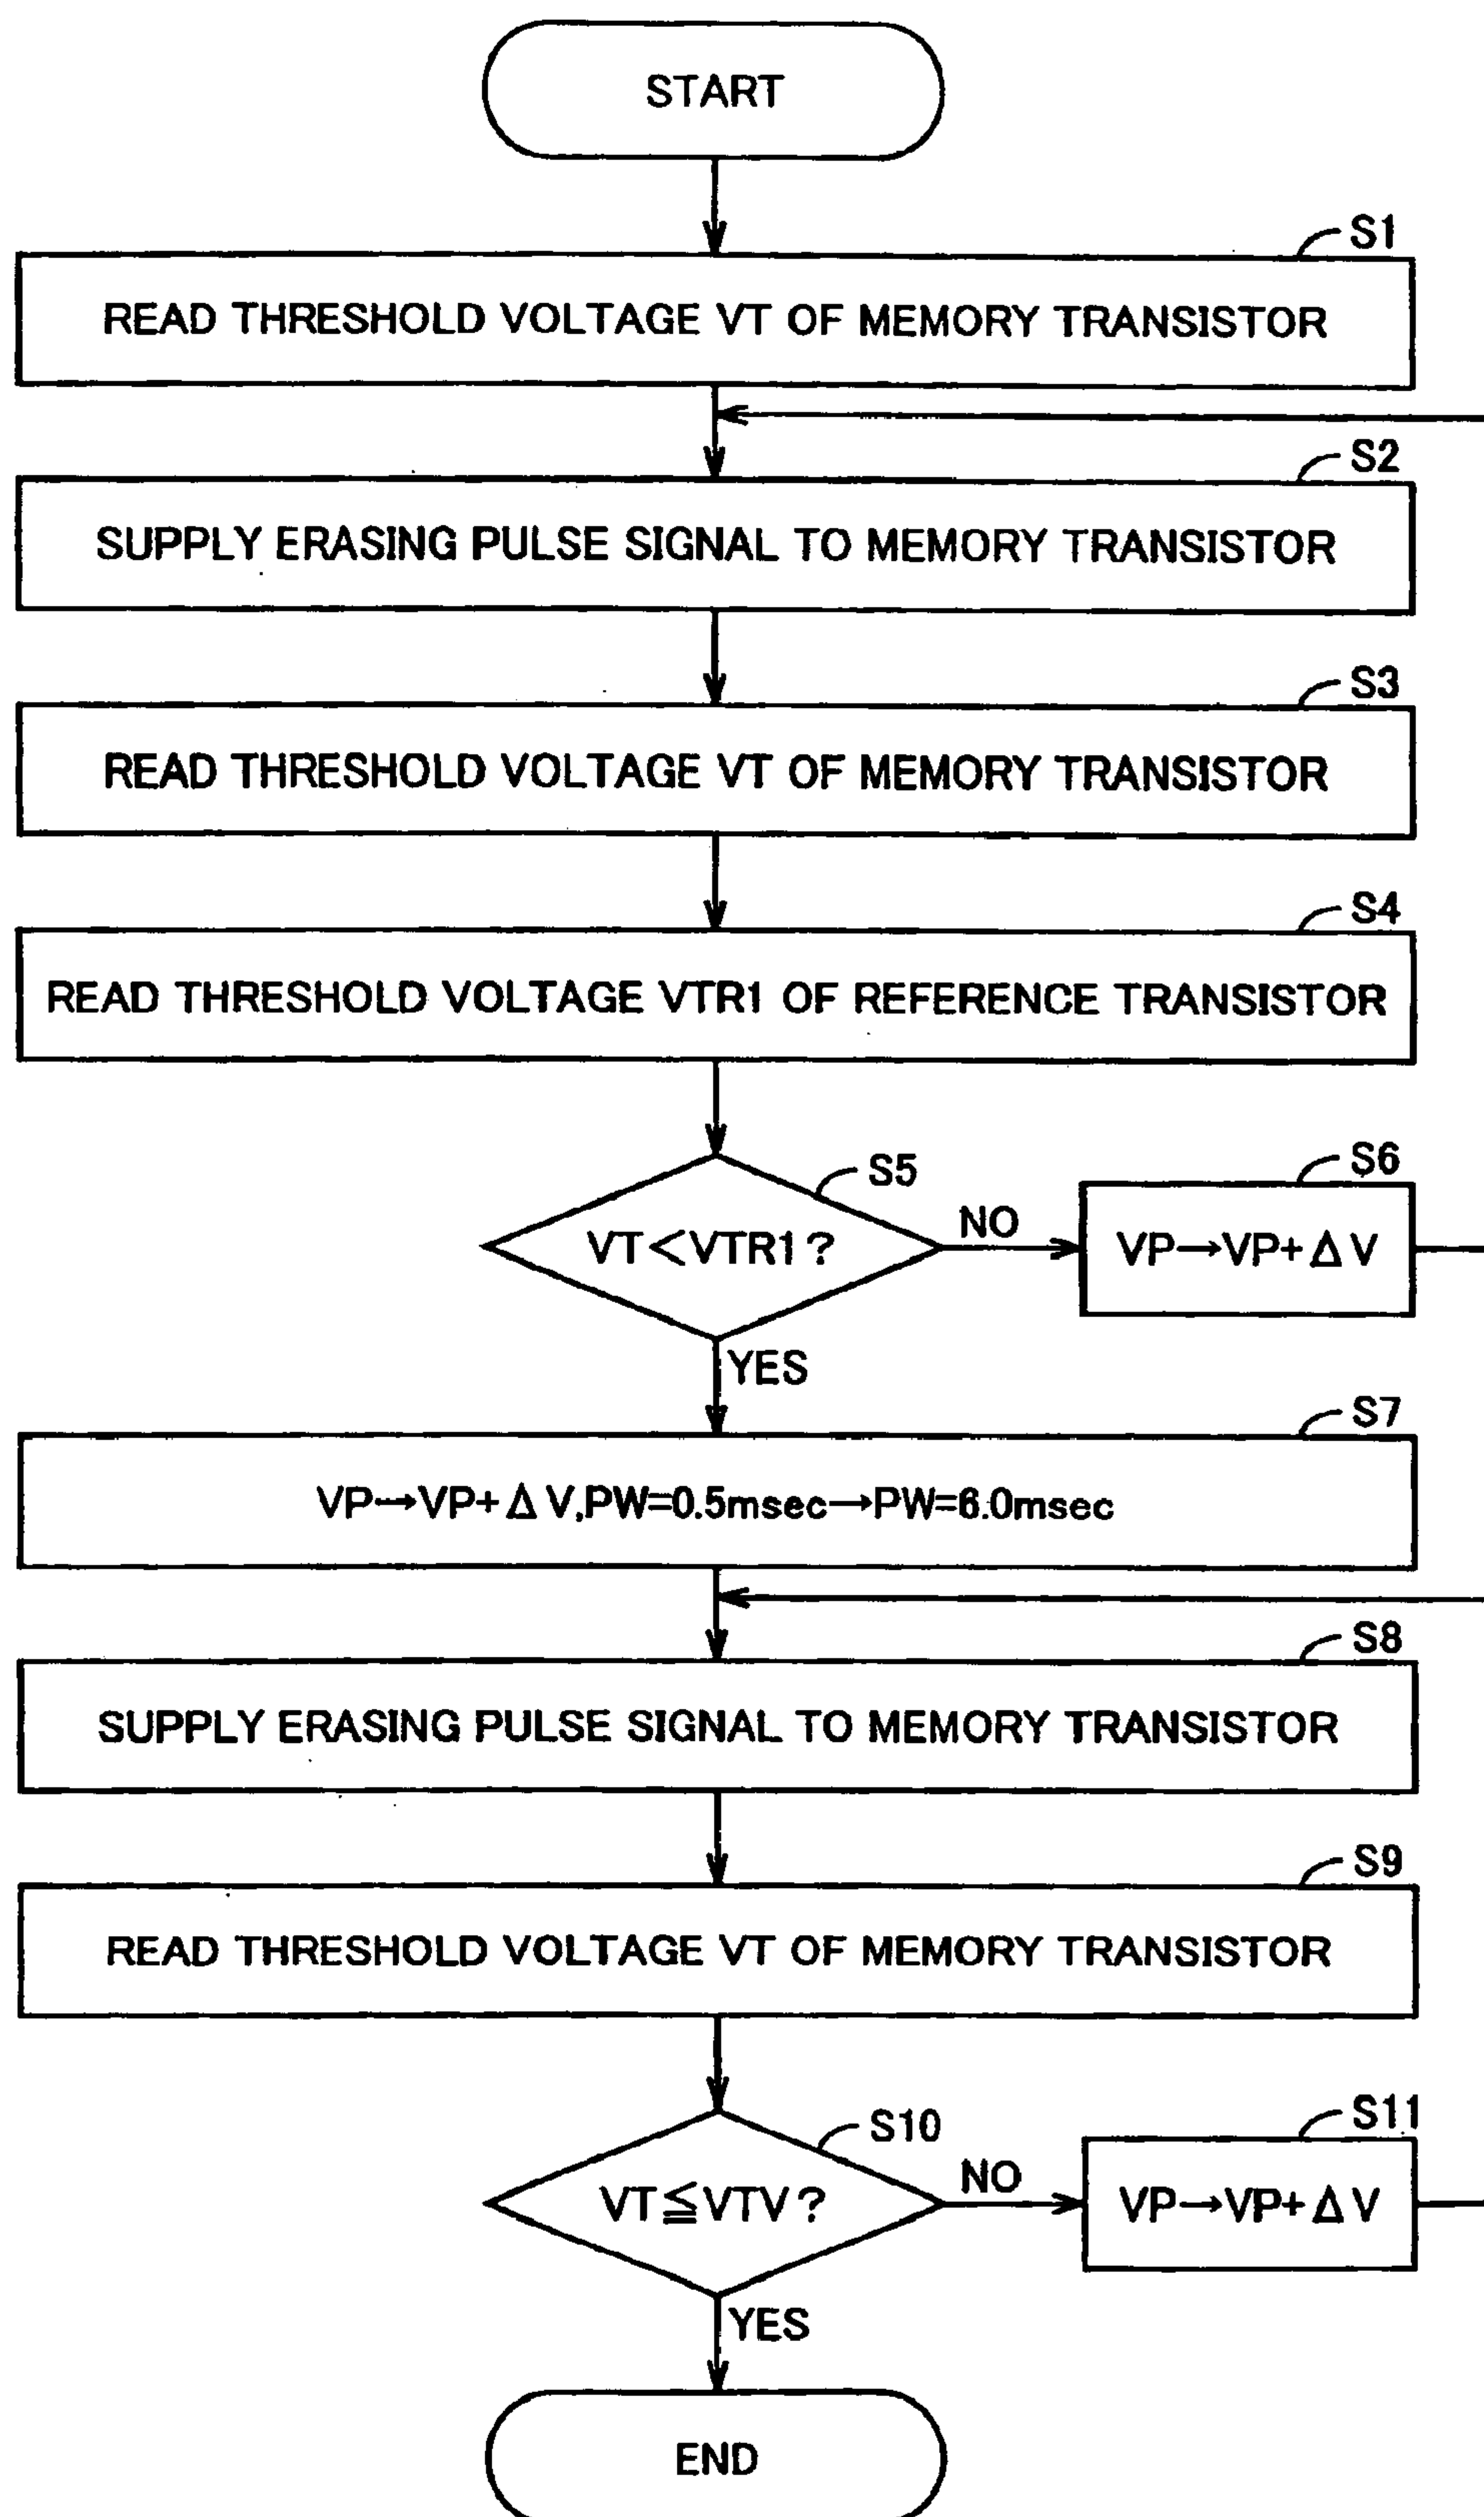 START
S1
READ THRESHOLD VOLTAGE VT OF MEMORY TRANSISTOR
S2
SUPPLY ERASING PULSE SIGNAL TO MEMORY TRANSISTOR
S3
READ THRESHOLD VOLTAGE VT OF MEMORY TRANSISTOR
S4
READ THRESHOLD VOLTAGE VTR1 OF REFERENCE TRANSISTOR
S5
VT<VTR1?
NO
S6
VP→VP+ΔV
YES
S7
VP→VP+ΔV,PW=0.5msec→PW=6.0msec
S8
SUPPLY ERASING PULSE SIGNAL TO MEMORY TRANSISTOR
S9
READ THRESHOLD VOLTAGE VT OF MEMORY TRANSISTOR
S10
VT≦VTV?
NO
S11
VP→VP+ΔV
YES
END